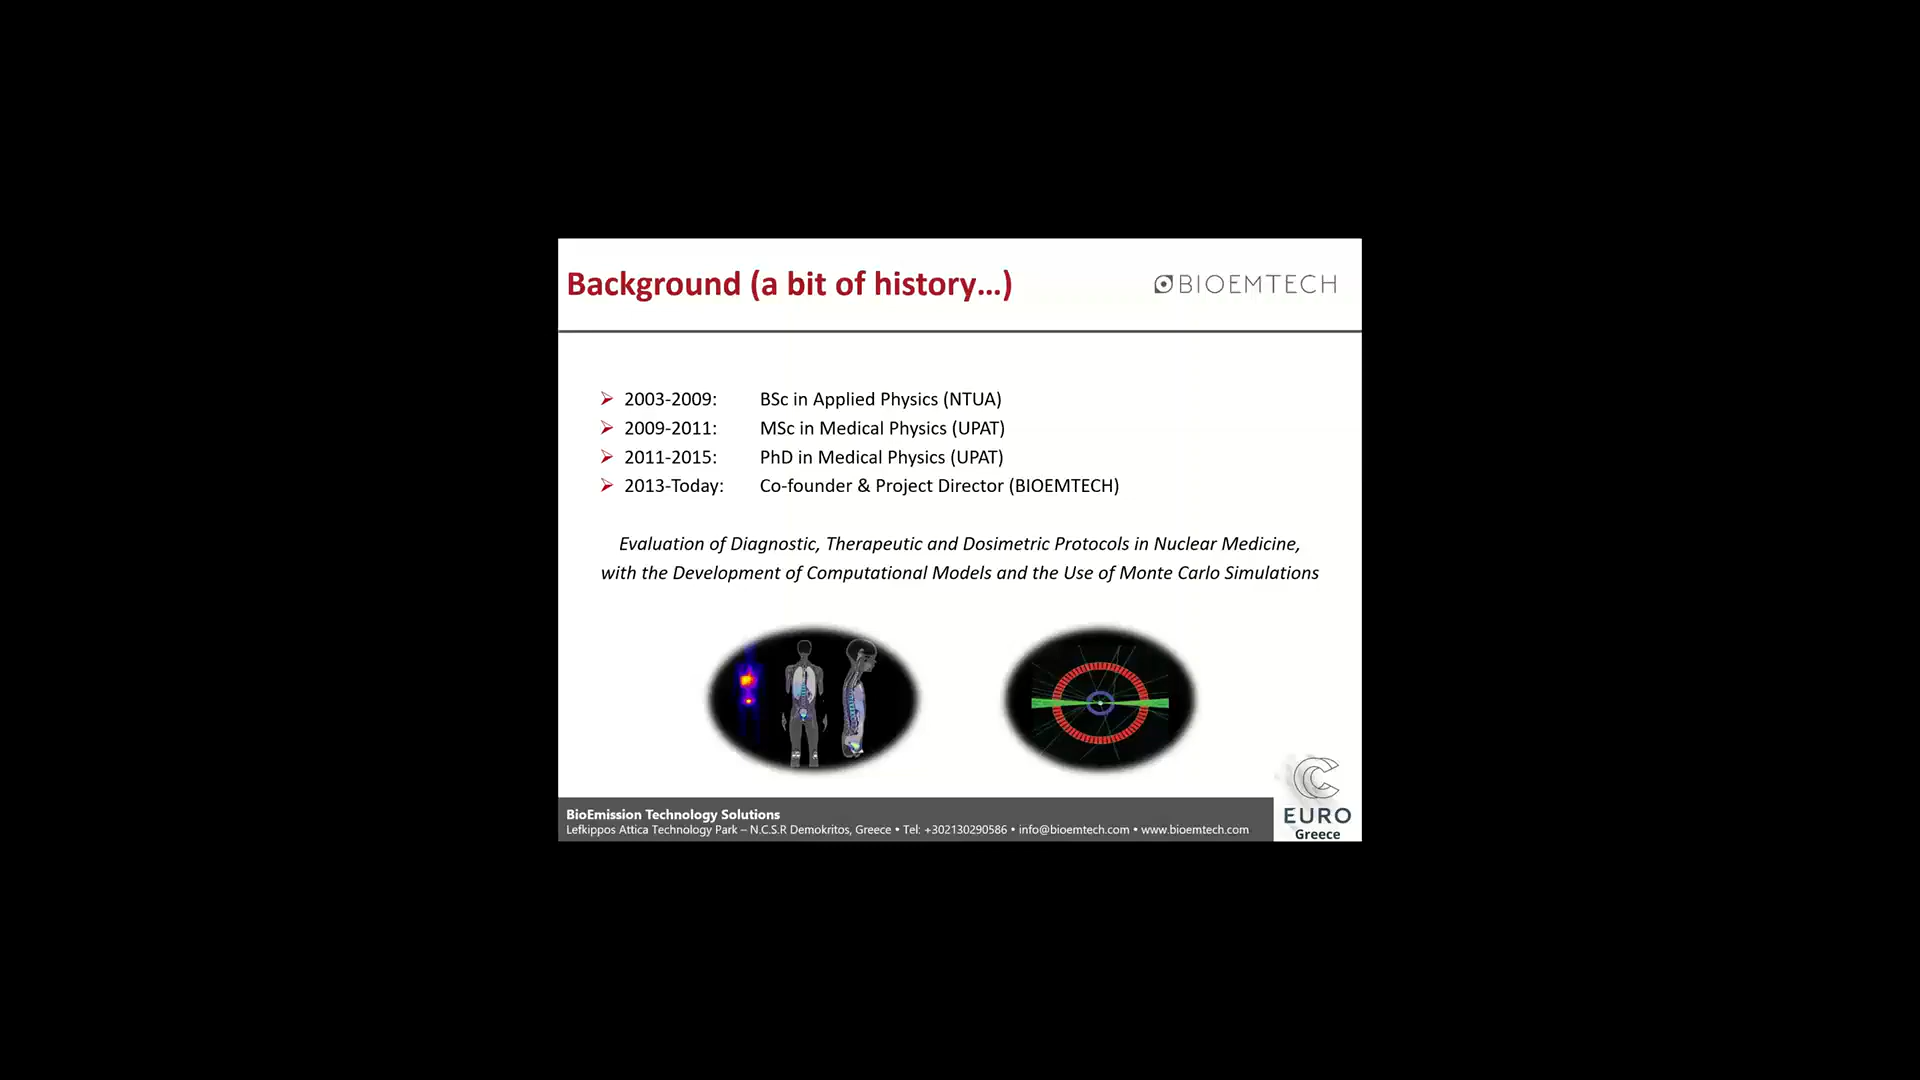 Background (a bit of history...)
BIOEMTECH
2003-2009: BSc in Applied Physics (NTUA)
2009-2011: MSc in Medical Physics (UPAT)
2011-2015: PhD in Medical Physics (UPAT)
2013-Today: Co-founder & Project Director (BIOEMTECH)
Evaluation of Diagnostic, Therapeutic and Dosimetric Protocols in Nuclear Medicine,
with the Development of Computational Models and the Use of Monte Carlo Simulations
BioEmission Technology Solutions
Lefkippos Attica Technology Park – N.C.S.R Demokritos, Greece • Tel: +302130290586 • info@bioemtech.com • www.bioemtech.com
EURO
Greece